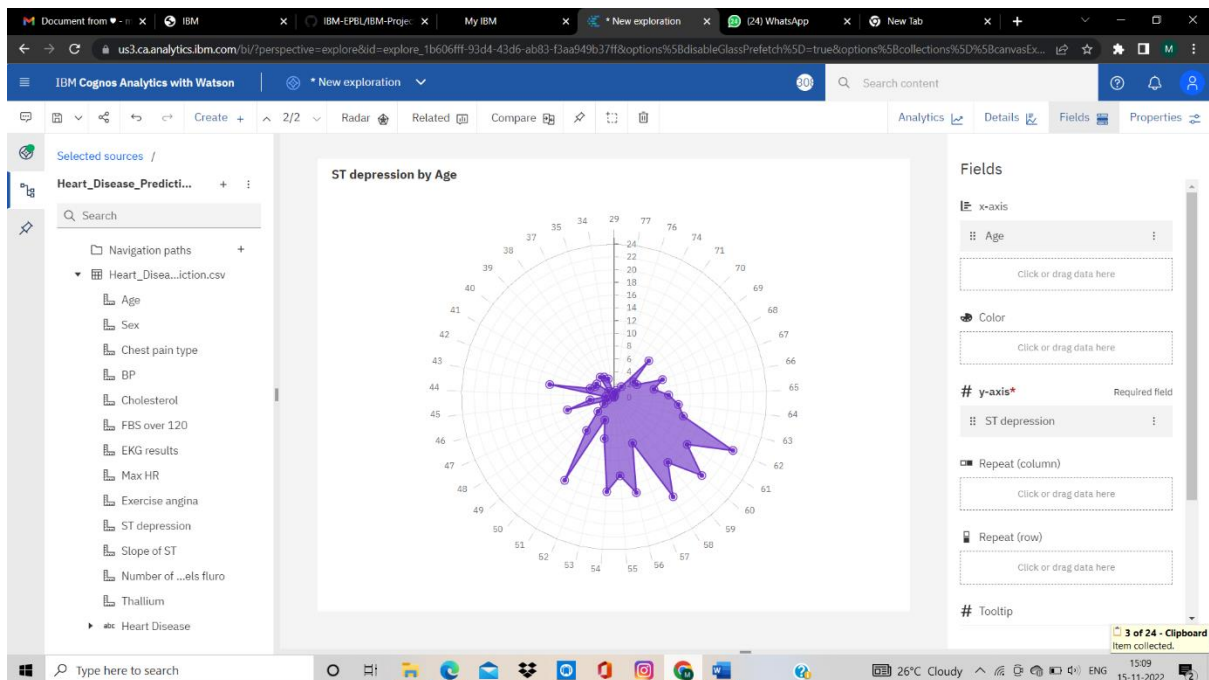 Document from ♥ - n
IBM
IBM-EPBL/IBM-Projec
My IBM
* New exploration
(24) WhatsApp
New Tab
us3.ca.analytics.ibm.com/bi/?perspective=explore&id=explore_1b606fff-93d4-43d6-ab83-f3aa949b37ff&options%5BdisableGlassPrefetch%5D=true&options%5Bcollections%5D%5BcanvasEx...
M
IBM Cognos Analytics with Watson
* New exploration
Search content
Create +
2/2
Radar
Related
Compare
Analytics
Details
Fields
Properties
Selected sources /
Heart_Disease_Predicti...
Search
Navigation paths
Heart_Disea...iction.csv
Age
Sex
Chest pain type
BP
Cholesterol
FBS over 120
EKG results
Max HR
Exercise angina
ST depression
Slope of ST
Number of ...els fluro
Thallium
abc Heart Disease
ST depression by Age
29
77
76
74
71
70
69
68
67
66
65
64
63
62
61
60
59
58
57
56
55
54
53
52
51
50
49
48
47
46
45
44
43
42
41
40
39
38
37
35
34
24
22
20
18
16
14
12
10
8
6
4
0
Fields
x-axis
Age
Click or drag data here
Color
Click or drag data here
# y-axis*
Required field
ST depression
Repeat (column)
Click or drag data here
Repeat (row)
Click or drag data here
# Tooltip
3 of 24 - Clipboard
Item collected.
Type here to search
26°C Cloudy
ENG
15:09
15-11-2022